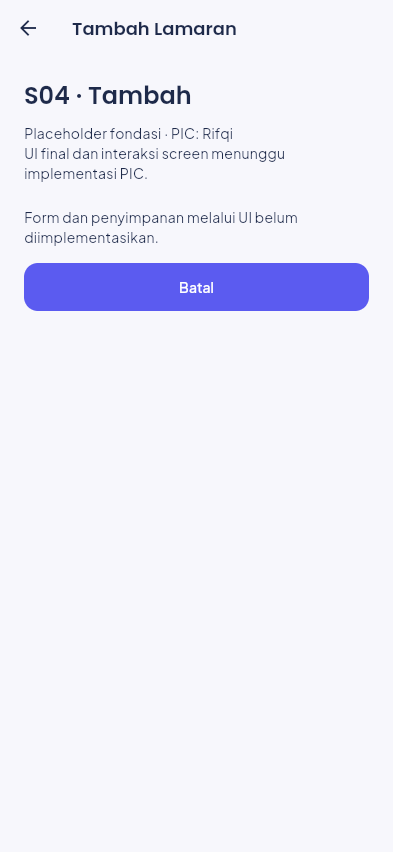 Tambah Lamaran
S04 · Tambah
Placeholder fondasi · PIC: Rifqi
UI final dan interaksi screen menunggu
implementasi PIC.
Form dan penyimpanan melalui UI belum
diimplementasikan.
Batal